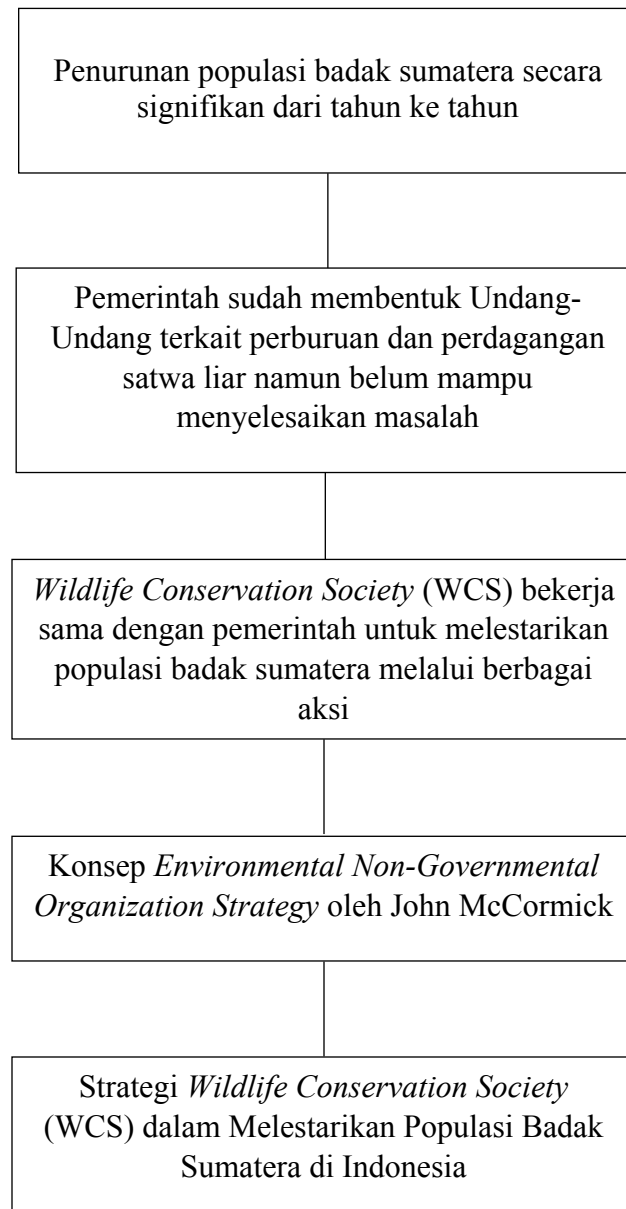 Penurunan populasi badak sumatera secara
signifikan dari tahun ke tahun
Pemerintah sudah membentuk Undang-
Undang terkait perburuan dan perdagangan
satwa liar namun belum mampu
menyelesaikan masalah
Wildlife Conservation Society (WCS) bekerja
sama dengan pemerintah untuk melestarikan
populasi badak sumatera melalui berbagai
aksi
Konsep Environmental Non-Governmental
Organization Strategy oleh John McCormick
Strategi Wildlife Conservation Society
(WCS) dalam Melestarikan Populasi Badak
Sumatera di Indonesia